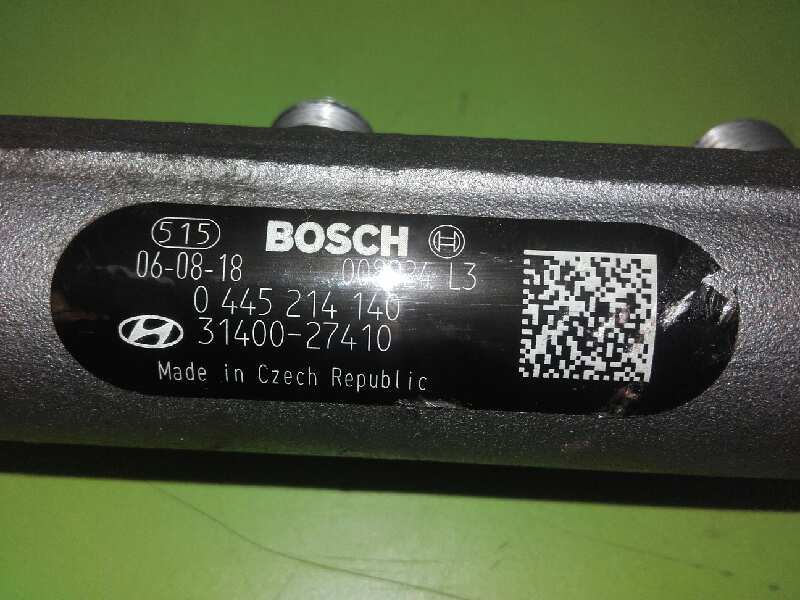 515 BOSCH
06-08-18 L3
0 445 214 140
31400-27410
Made in Czech Republic